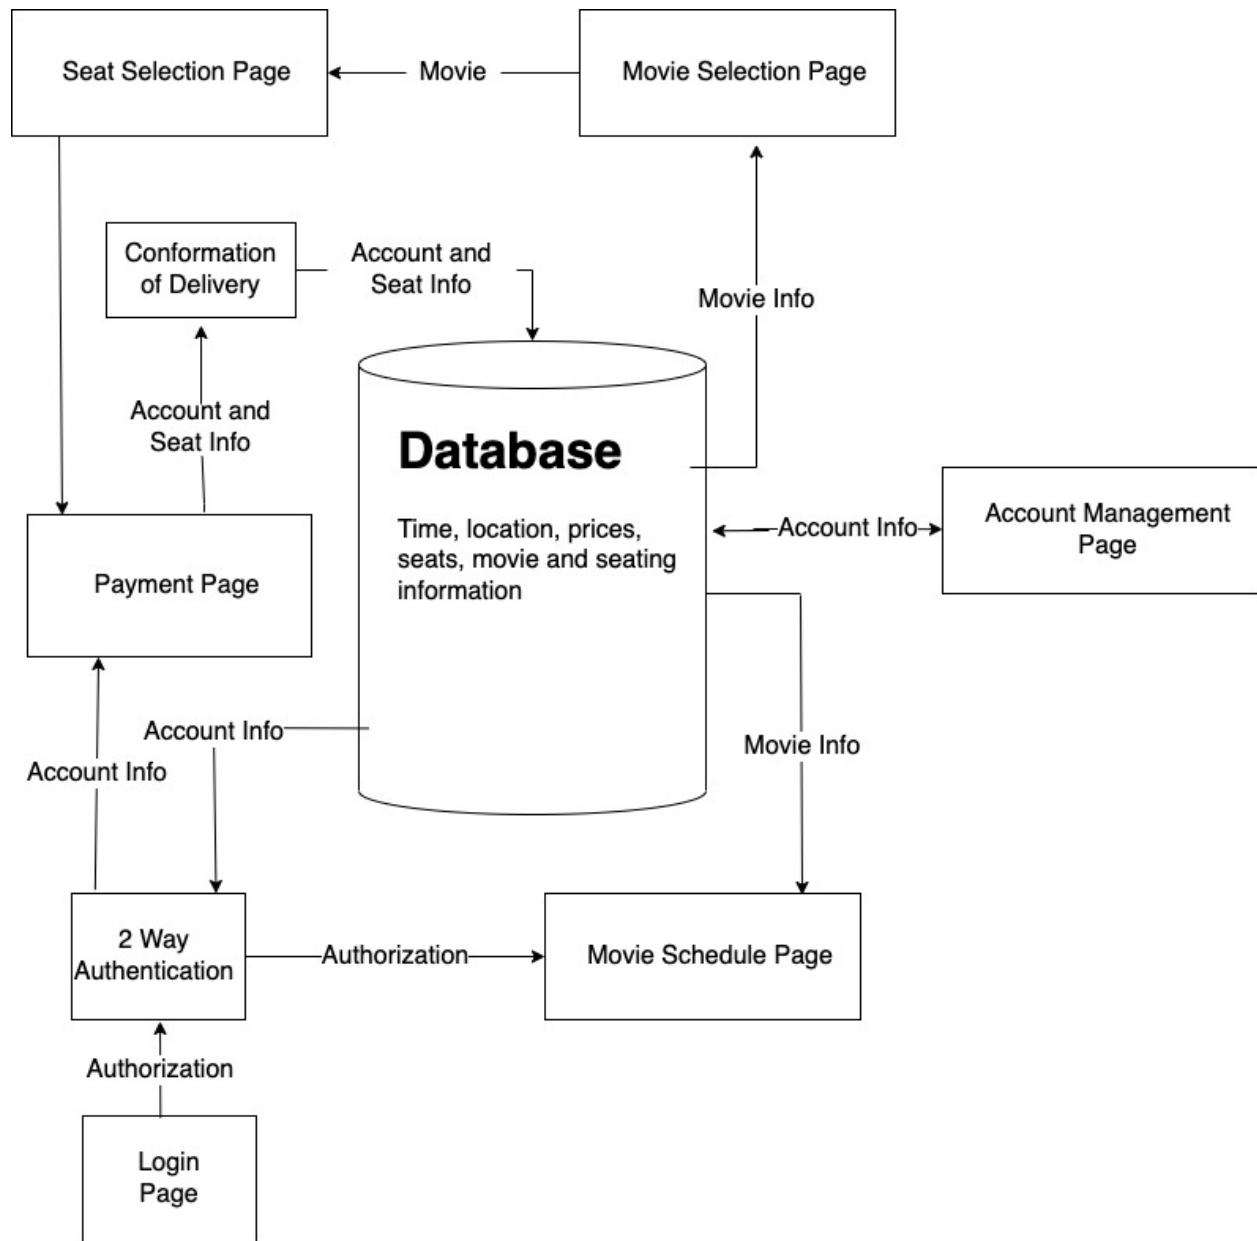 Seat Selection Page
Movie
Movie Selection Page
Conformation
of Delivery
Account and
Seat Info
Movie Info
Account and
Seat Info
Database
Time, location, prices,
seats, movie and seating
information
Account Info
Account Management
Page
Payment Page
Account Info
Account Info
Movie Info
2 Way
Authentication
Authorization
Movie Schedule Page
Authorization
Login
Page